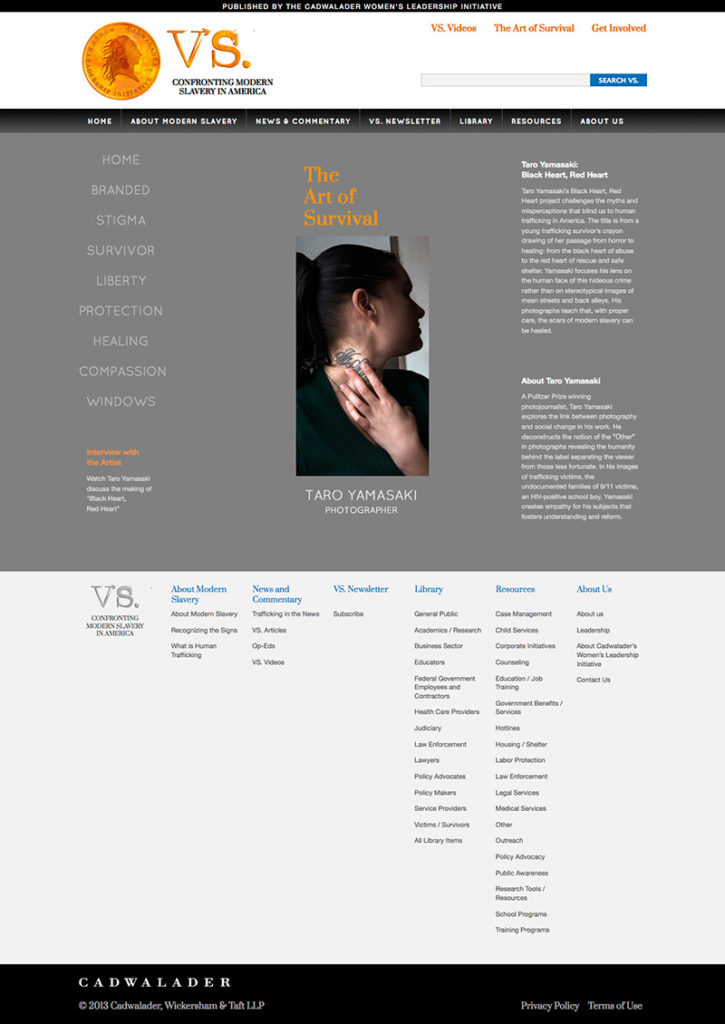 PUBLISHED BY THE CADWALADER WOMEN'S LEADERSHIP INITIATIVE
VS. Videos The Art of Survival Get Involved
VS.
CONFRONTING MODERN
SLAVERY IN AMERICA
SEARCH VS.
HOME ABOUT MODERN SLAVERY NEWS & COMMENTARY VS. NEWSLETTER LIBRARY RESOURCES ABOUT US
HOME
BRANDED
STIGMA
SURVIVOR
LIBERTY
PROTECTION
HEALING
COMPASSION
WINDOWS
Interview with
the Artist
Watch Taro Yamasaki
discuss the making of
"Black Heart,
Red Heart"
The
Art of
Survival
TARO YAMASAKI
PHOTOGRAPHER
Taro Yamasaki:
Black Heart, Red Heart
Taro Yamasaki's Black Heart, Red
Heart project challenges the myths and
misperceptions that blind us to human
trafficking in America. The title is from a
young trafficking survivor's crayon
drawing of her passage from horror to
healing: from the black heart of abuse
to the red heart of rescue and safe
shelter. Yamasaki focuses his lens on
the human face of this hideous crime
rather than on stereotypical images of
mean streets and back alleys. His
photographs teach that, with proper
care, the scars of modern slavery can
be healed.
About Taro Yamasaki
A Pulitzer Prize winning
photojournalist, Taro Yamasaki
explores the link between photography
and social change in his work. He
deconstructs the notion of the "Other"
in photographs revealing the humanity
behind the label separating the viewer
from those less fortunate. In his images
of trafficking victims, the
undocumented families of 9/11 victims,
an HIV-positive school boy, Yamasaki
creates empathy for his subjects that
fosters understanding and reform.
VS.
CONFRONTING
MODERN SLAVERY
IN AMERICA
About Modern
Slavery
About Modern Slavery
Recognizing the Signs
What is Human
Trafficking
News and
Commentary
Trafficking in the News
VS. Articles
Op-Eds
VS. Videos
VS. Newsletter
Subscribe
Library
General Public
Academics / Research
Business Sector
Educators
Federal Government
Employees and
Contractors
Health Care Providers
Judiciary
Law Enforcement
Lawyers
Policy Advocates
Policy Makers
Service Providers
Victims / Survivors
All Library Items
Resources
Case Management
Child Services
Corporate Initiatives
Counseling
Education / Job
Training
Government Benefits /
Services
Hotlines
Housing / Shelter
Labor Protection
Law Enforcement
Legal Services
Medical Services
Other
Outreach
Policy Advocacy
Public Awareness
Research Tools /
Resources
School Programs
Training Programs
About Us
About us
Leadership
About Cadwalader's
Women's Leadership
Initiative
Contact Us
CADWALADER
© 2013 Cadwalader, Wickersham & Taft LLP
Privacy Policy Terms of Use